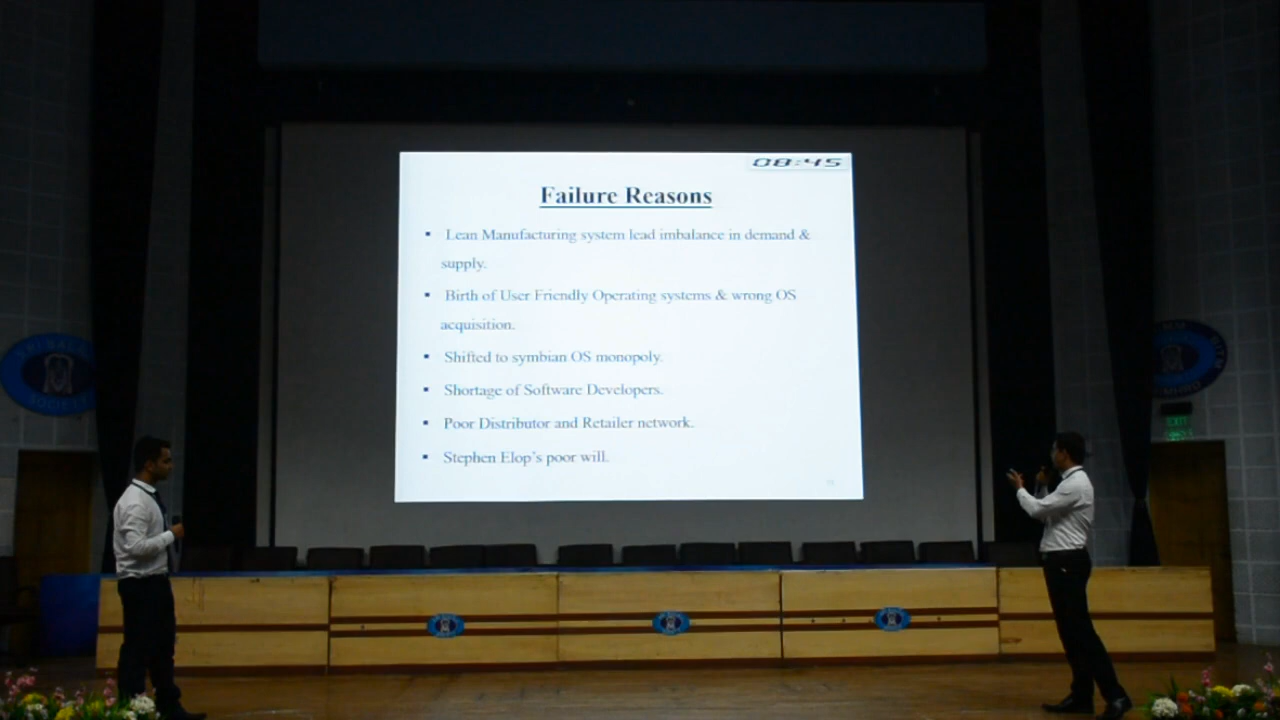 08:45
Failure Reasons
▪ Lean Manufacturing system lead imbalance in demand &
supply.
▪ Birth of User Friendly Operating systems & wrong OS
acquisition.
▪ Shifted to symbian OS monopoly.
▪ Shortage of Software Developers.
▪ Poor Distributor and Retailer network.
▪ Stephen Elop's poor will.
EXIT